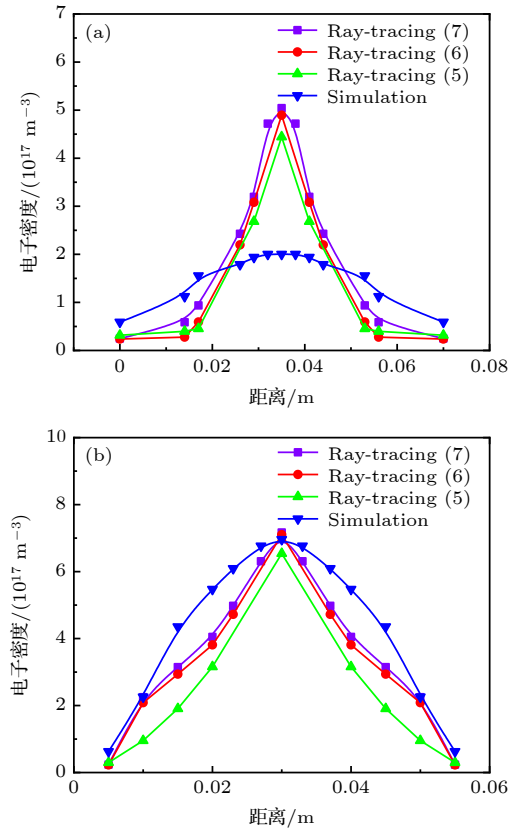 (a)
Ray-tracing (7)
Ray-tracing (6)
Ray-tracing (5)
Simulation
7
6
5
4
3
2
1
0
电子密度/(10¹⁷ m⁻³)
0 0.02 0.04 0.06 0.08
距离/m
(b)
Ray-tracing (7)
Ray-tracing (6)
Ray-tracing (5)
Simulation
10
8
6
4
2
0
电子密度/(10¹⁷ m⁻³)
0 0.02 0.04 0.06
距离/m